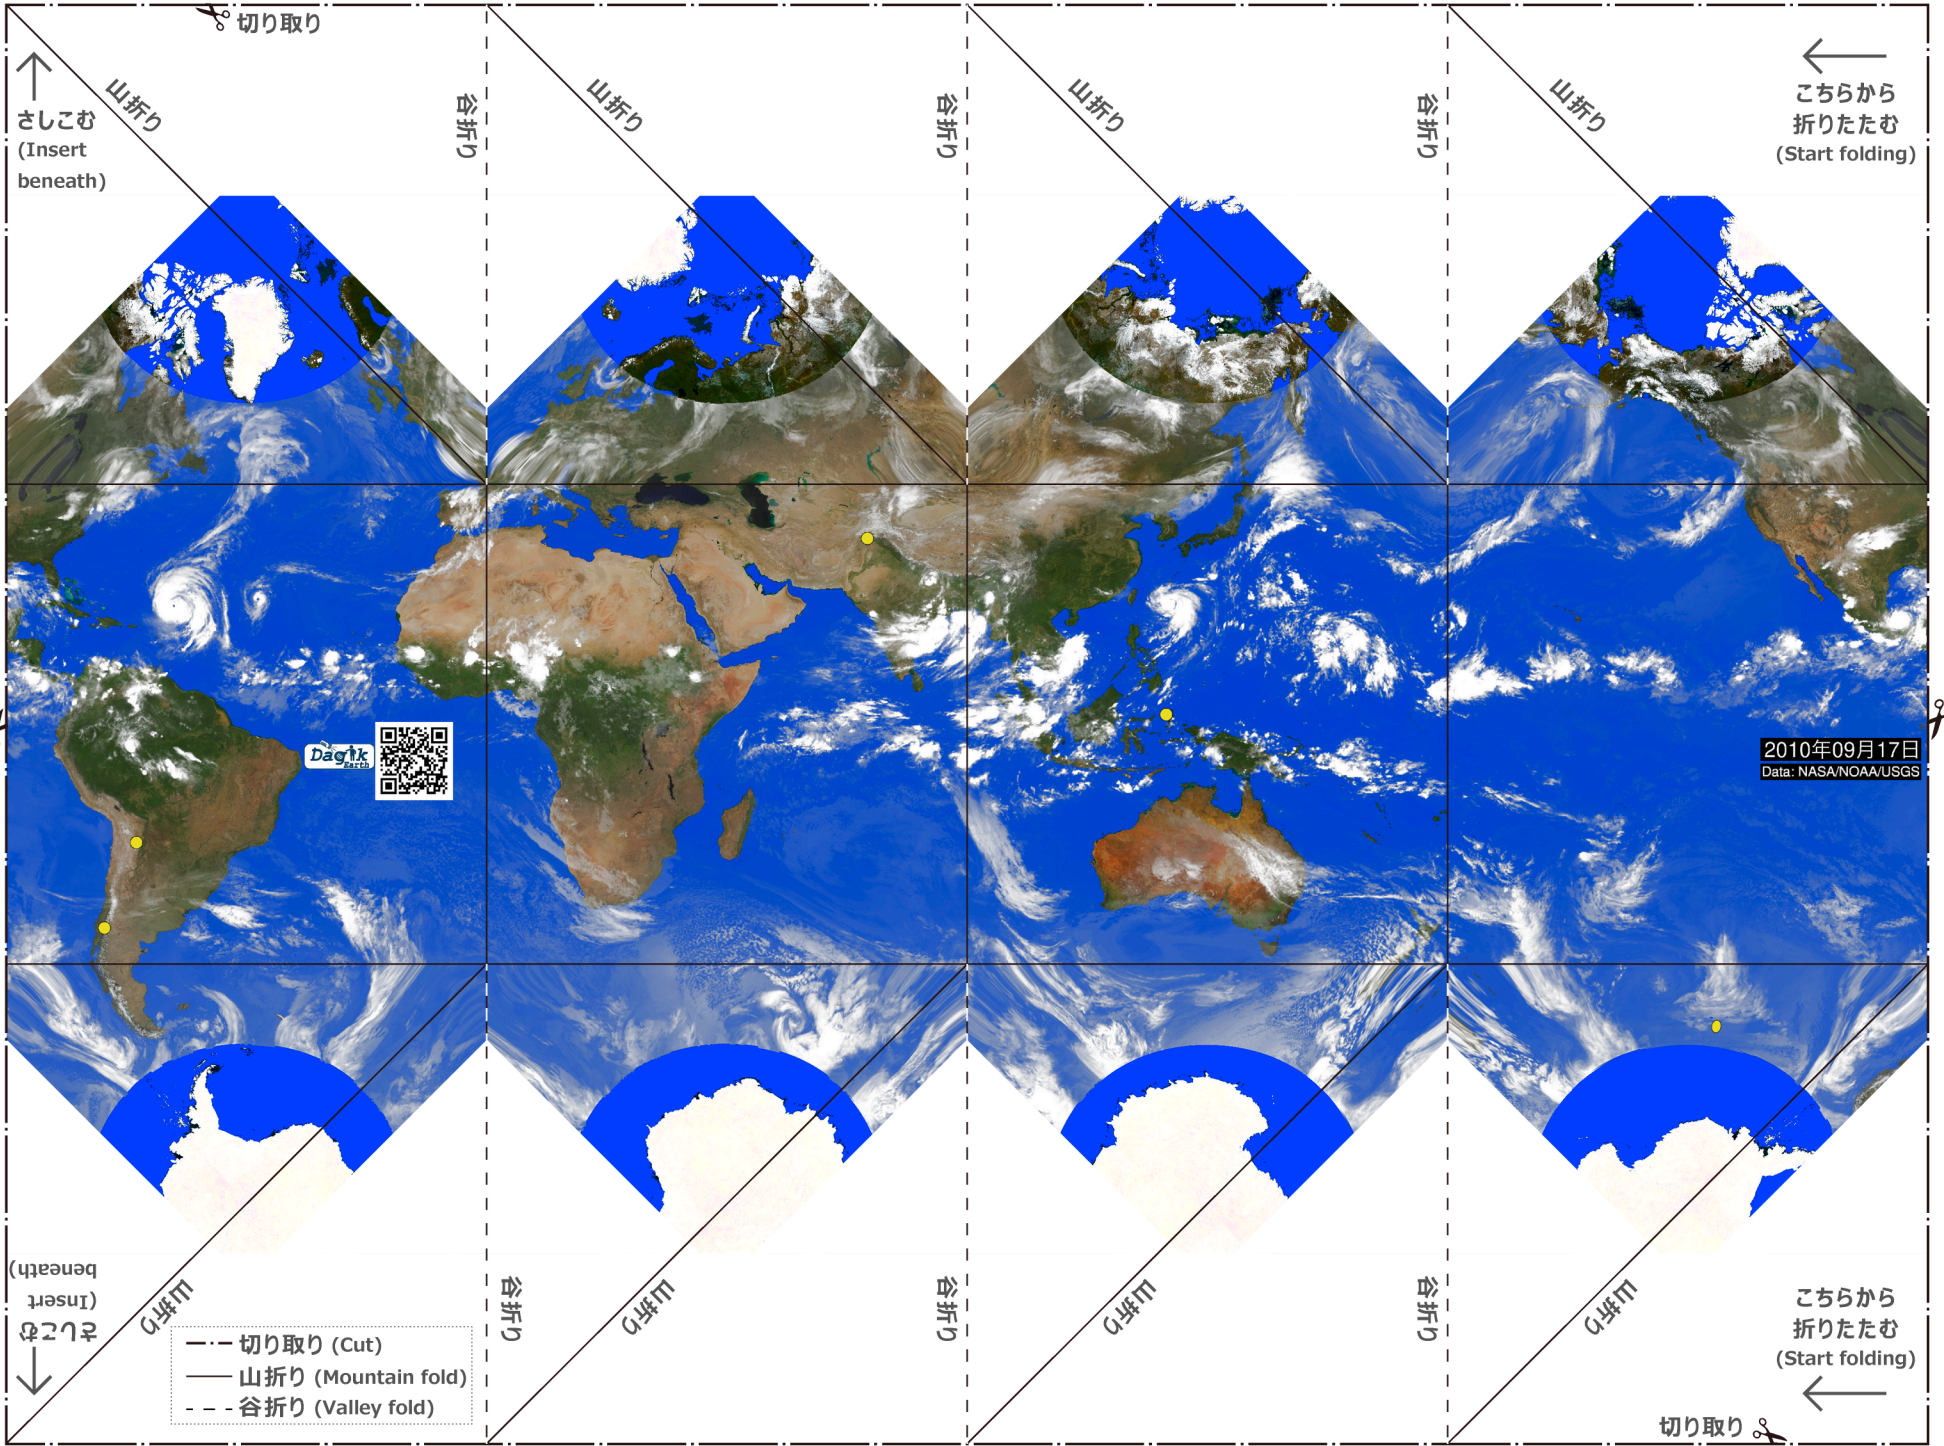 切り取り
山折り
谷折り
山折り
谷折り
山折り
谷折り
山折り
さしこむ
(Insert
beneath)
こちらから
折りたたむ
(Start folding)
Dagik
Earth
2010年09月17日
Data: NASA/NOAA/USGS
さしこむ
(Insert
beneath)
山折り
谷折り
山折り
谷折り
山折り
谷折り
山折り
こちらから
折りたたむ
(Start folding)
切り取り (Cut)
山折り (Mountain fold)
谷折り (Valley fold)
切り取り